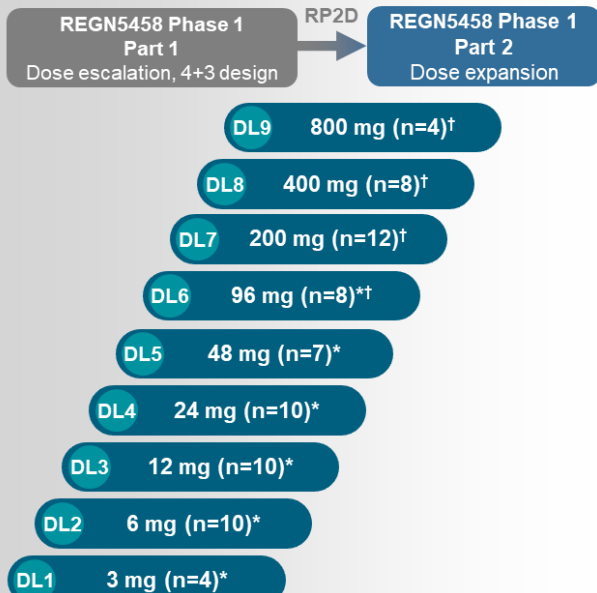 REGN5458 Phase 1
Part 1
Dose escalation, 4+3 design
RP2D
REGN5458 Phase 1
Part 2
Dose expansion
DL9 800 mg (n=4)†
DL8 400 mg (n=8)†
DL7 200 mg (n=12)†
DL6 96 mg (n=8)*†
DL5 48 mg (n=7)*
DL4 24 mg (n=10)*
DL3 12 mg (n=10)*
DL2 6 mg (n=10)*
DL1 3 mg (n=4)*